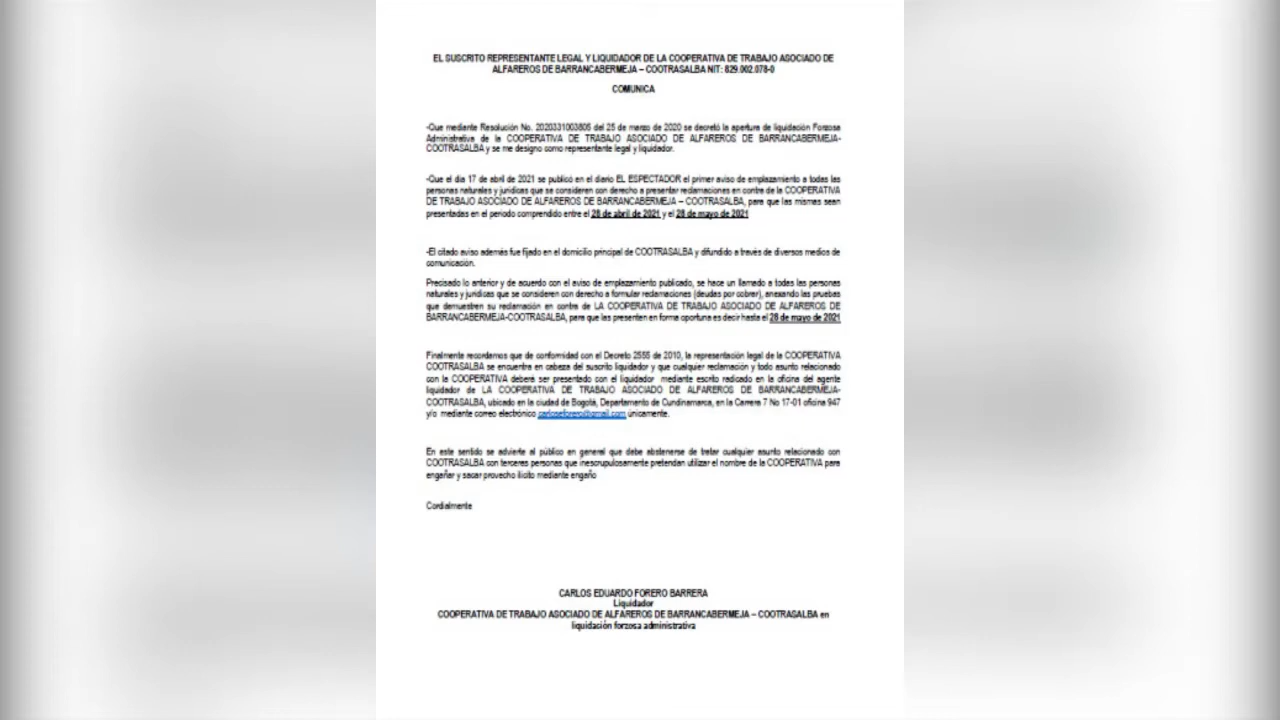 EL SUSCRITO REPRESENTANTE LEGAL Y LIQUIDADOR DE LA COOPERATIVA DE TRABAJO ASOCIADO DE
ALFAREROS DE BARRANCABERMEJA – COOTRASALBA NIT: 829.002.078-0
COMUNICA
-Que mediante Resolución No. 2020331003805 del 25 de marzo de 2020 se decretó la apertura de liquidación Forzosa
Administrativa de la COOPERATIVA DE TRABAJO ASOCIADO DE ALFAREROS DE BARRANCABERMEJA-
COOTRASALBA y se me designo como representante legal y liquidador.
-Que el día 17 de abril de 2021 se publicó en el diario EL ESPECTADOR el primer aviso de emplazamiento a todas las
personas naturales y jurídicas que se consideren con derecho a presentar reclamaciones en contra de la COOPERATIVA
DE TRABAJO ASOCIADO DE ALFAREROS DE BARRANCABERMEJA – COOTRASALBA, para que las mismas sean
presentadas en el periodo comprendido entre el 28 de abril de 2021 y el 28 de mayo de 2021
-El citado aviso además fue fijado en el domicilio principal de COOTRASALBA y difundido a través de diversos medios de
comunicación.
Precisado lo anterior y de acuerdo con el aviso de emplazamiento publicado, se hace un llamado a todas las personas
naturales y jurídicas que se consideren con derecho a formular reclamaciones (deudas por cobrar), anexando las pruebas
que demuestren su reclamación en contra de LA COOPERATIVA DE TRABAJO ASOCIADO DE ALFAREROS DE
BARRANCABERMEJA-COOTRASALBA, para que las presenten en forma oportuna es decir hasta el 28 de mayo de 2021
Finalmente recordamos que de conformidad con el Decreto 2555 de 2010, la representación legal de la COOPERATIVA
COOTRASALBA se encuentra en cabeza del suscrito liquidador y que cualquier reclamación y todo asunto relacionado
con la COOPERATIVA deberá ser presentado con el liquidador mediante escrito radicado en la oficina del agente
liquidador de LA COOPERATIVA DE TRABAJO ASOCIADO DE ALFAREROS DE BARRANCABERMEJA-
COOTRASALBA, ubicado en la ciudad de Bogotá, Departamento de Cundinamarca, en la Carrera 7 No 17-01 oficina 947
y/o mediante correo electrónico carloseforero@gmail.com únicamente.
En este sentido se advierte al público en general que debe abstenerse de tratar cualquier asunto relacionado con
COOTRASALBA con terceres personas que inescrupulosamente pretendan utilizar el nombre de la COOPERATIVA para
engañar y sacar provecho ilícito mediante engaño
Cordialmente
CARLOS EDUARDO FORERO BARRERA
Liquidador
COOPERATIVA DE TRABAJO ASOCIADO DE ALFAREROS DE BARRANCABERMEJA – COOTRASALBA en
liquidación forzosa administrativa